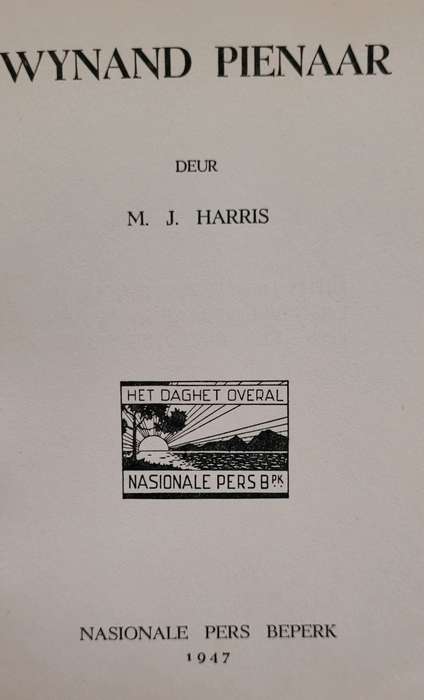 WYNAND PIENAAR
DEUR
M. J. HARRIS
HET DAGHET OVERAL
NASIONALE PERS BPK.
NASIONALE PERS BEPERK
1947